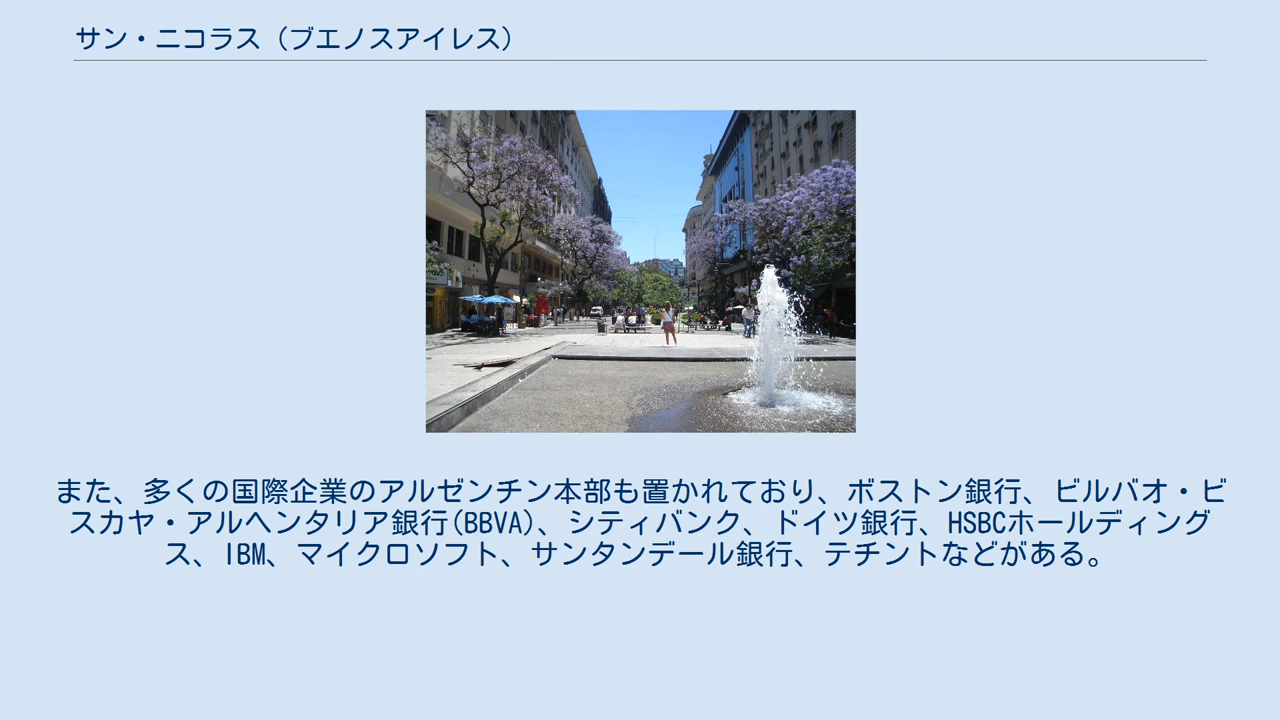 サン・ニコラス（ブエノスアイレス）
また、多くの国際企業のアルゼンチン本部も置かれており、ボストン銀行、ビルバオ・ビ
スカヤ・アルヘンタリア銀行(BBVA)、シティバンク、ドイツ銀行、HSBCホールディング
ス、IBM、マイクロソフト、サンタンデール銀行、テチントなどがある。